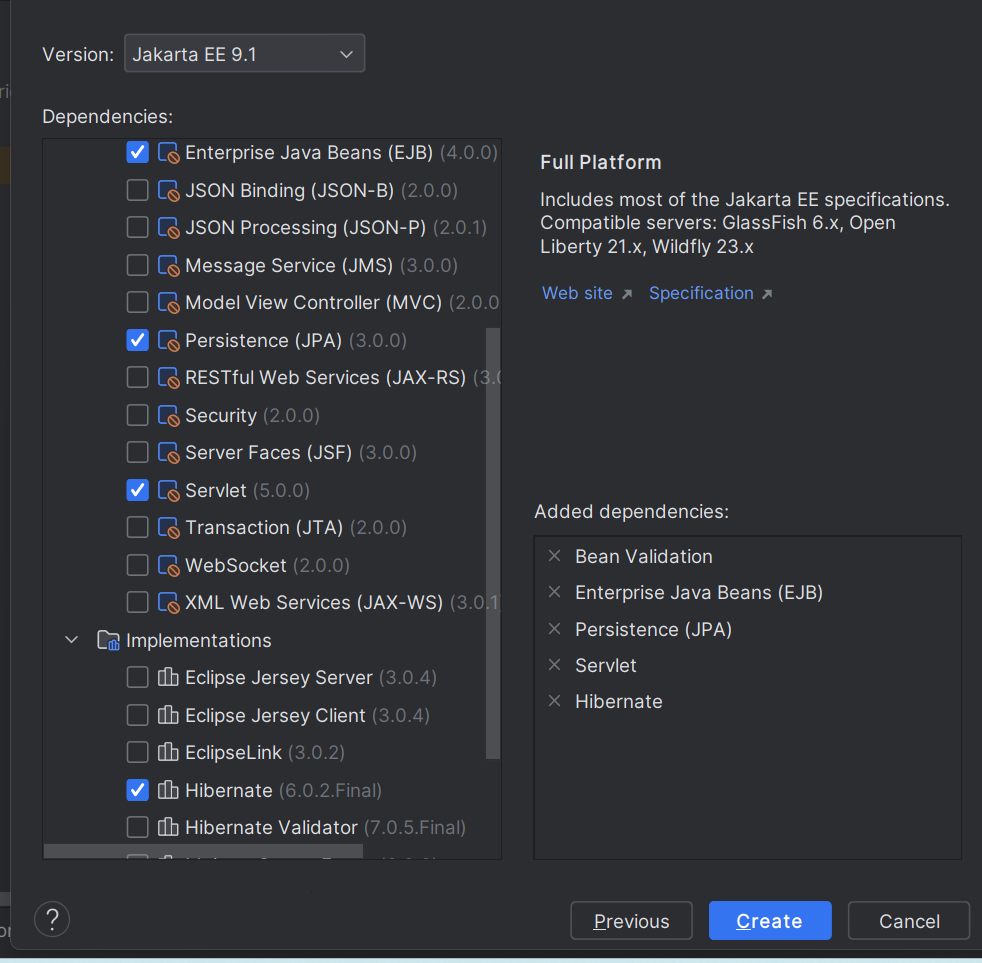 Version: Jakarta EE 9.1
Dependencies:
Enterprise Java Beans (EJB) (4.0.0)
JSON Binding (JSON-B) (2.0.0)
JSON Processing (JSON-P) (2.0.1)
Message Service (JMS) (3.0.0)
Model View Controller (MVC) (2.0.0
Persistence (JPA) (3.0.0)
RESTful Web Services (JAX-RS) (3.0
Security (2.0.0)
Server Faces (JSF) (3.0.0)
Servlet (5.0.0)
Transaction (JTA) (2.0.0)
WebSocket (2.0.0)
XML Web Services (JAX-WS) (3.0.1
Implementations
Eclipse Jersey Server (3.0.4)
Eclipse Jersey Client (3.0.4)
EclipseLink (3.0.2)
Hibernate (6.0.2.Final)
Hibernate Validator (7.0.5.Final)
Full Platform
Includes most of the Jakarta EE specifications.
Compatible servers: GlassFish 6.x, Open
Liberty 21.x, Wildfly 23.x
Web site Specification
Added dependencies:
Bean Validation
Enterprise Java Beans (EJB)
Persistence (JPA)
Servlet
Hibernate
? Previous Create Cancel